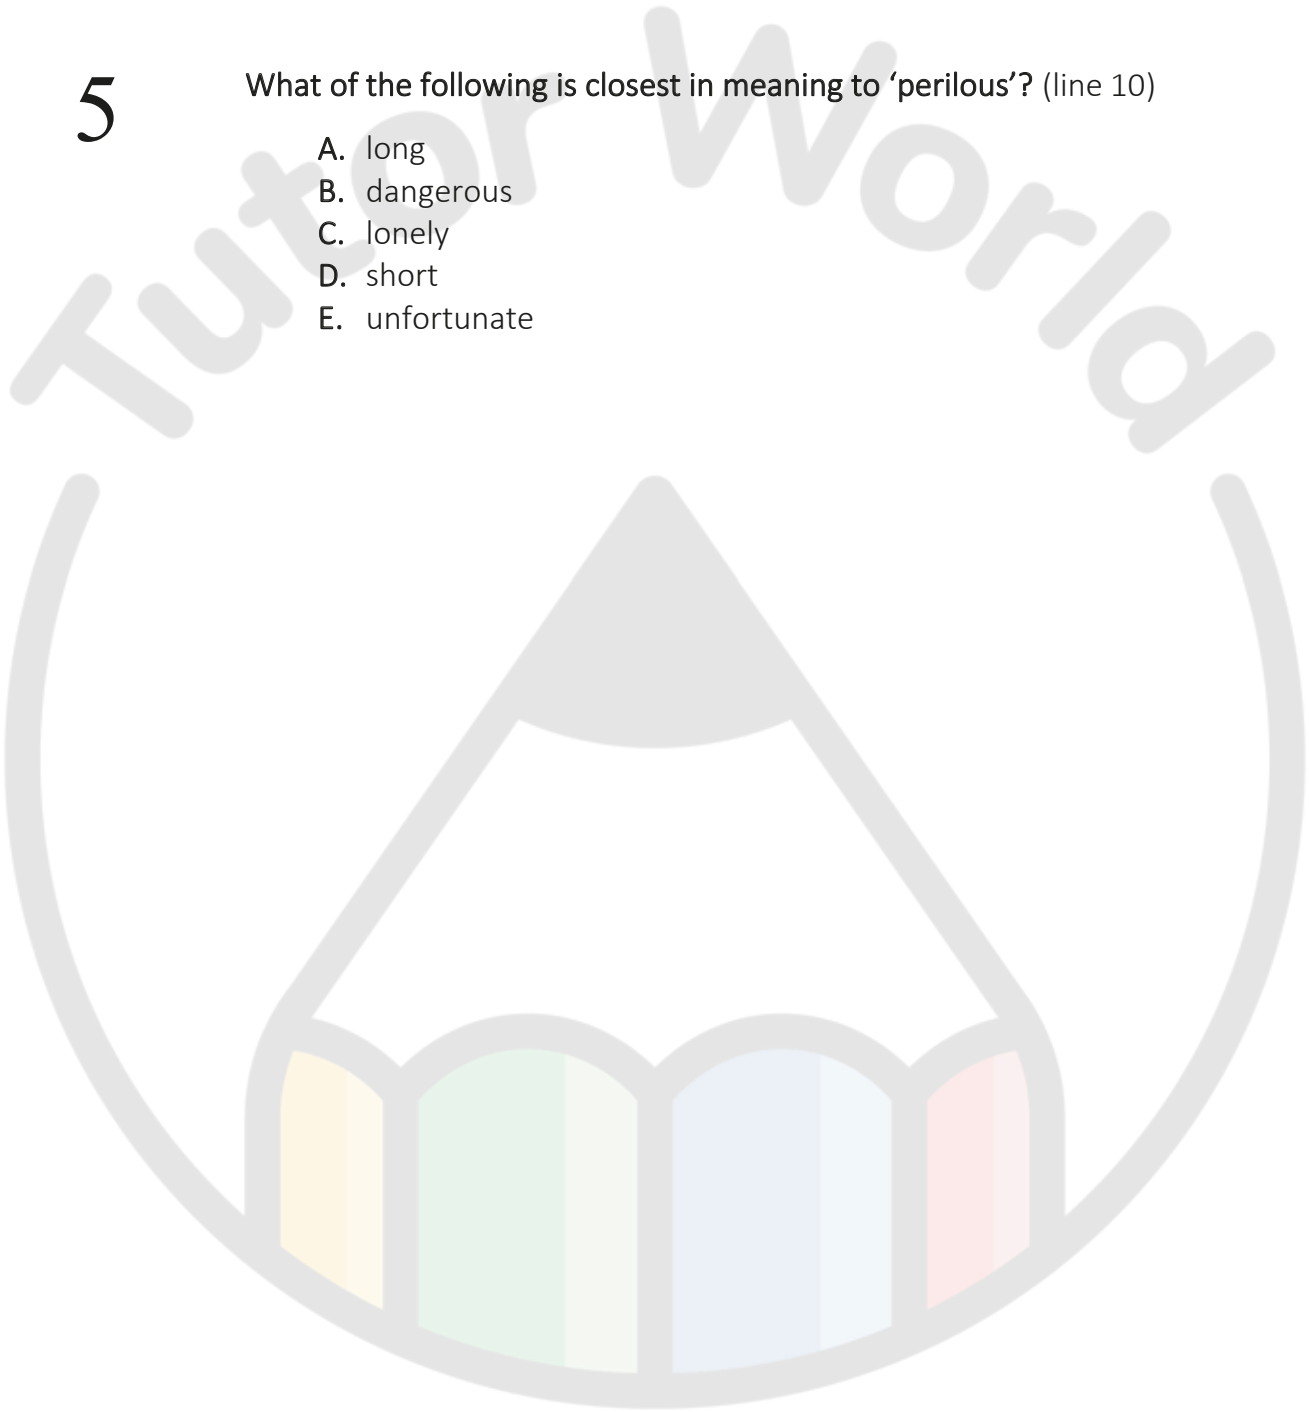 Tutor World
5 What of the following is closest in meaning to ‘perilous’? (line 10)
A. long
B. dangerous
C. lonely
D. short
E. unfortunate